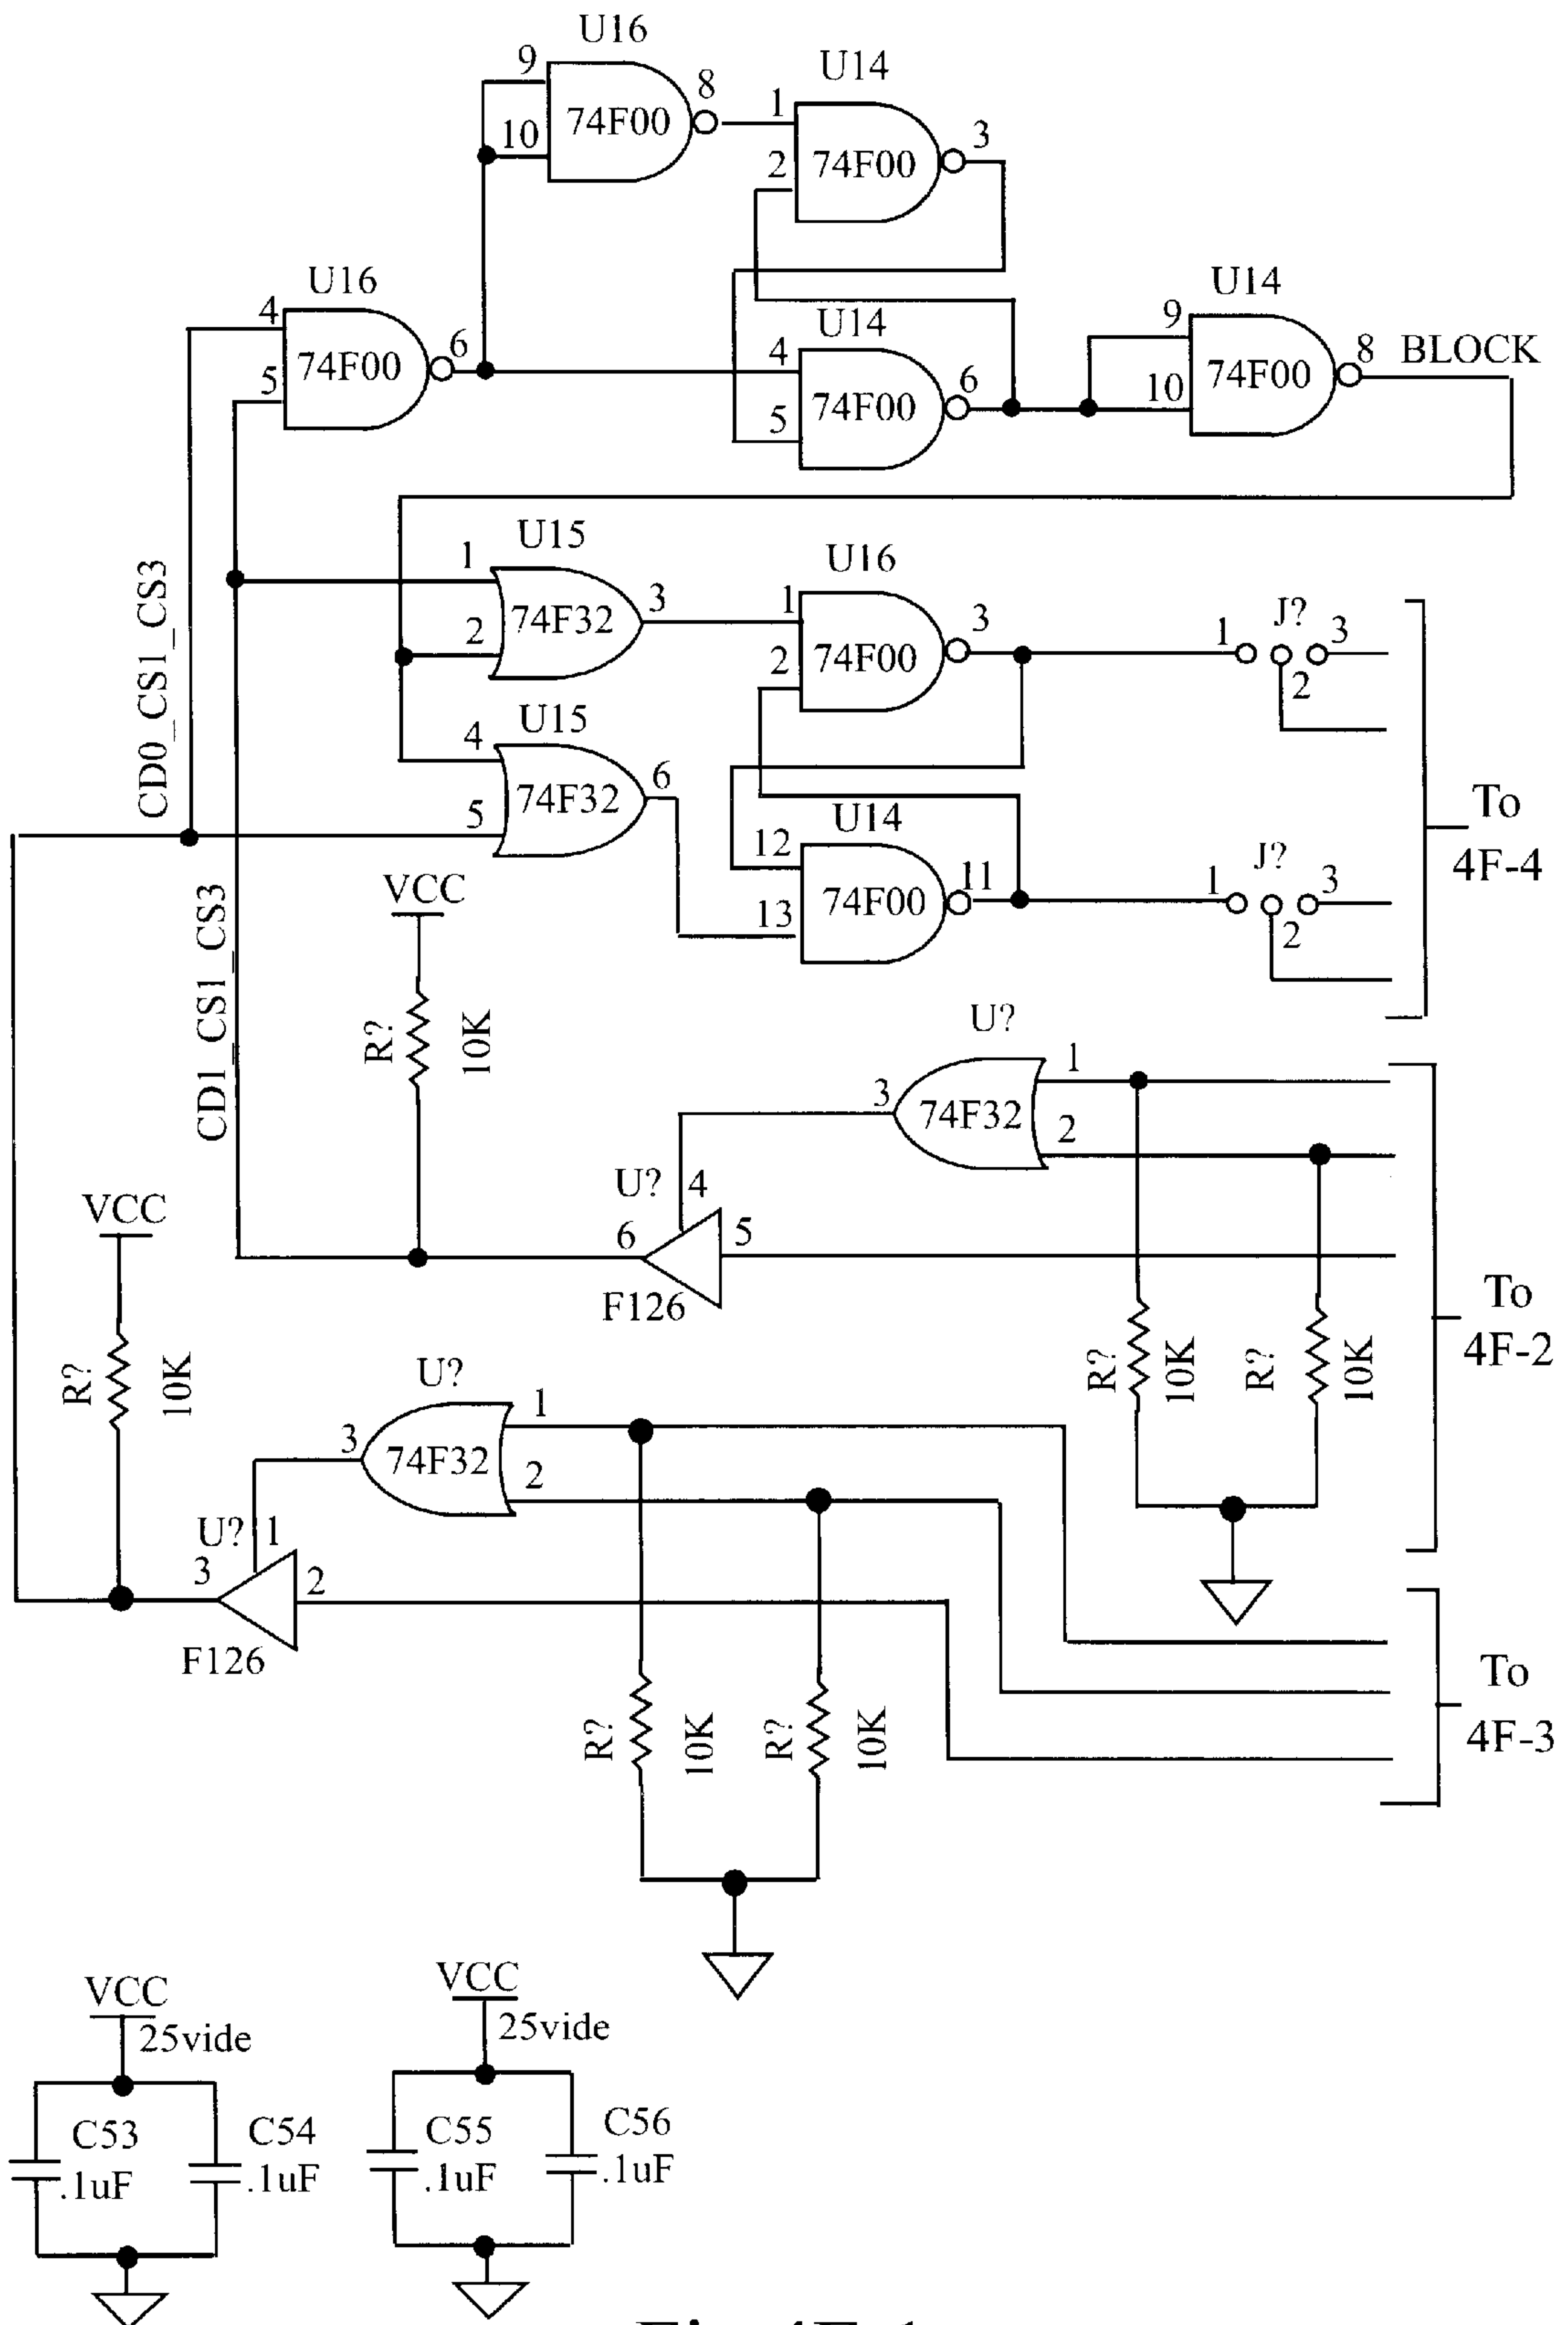 U16
9
10
74F00
8
U14
1
2
74F00
3
U16
4
5
74F00
6
U14
4
5
74F00
6
U14
9
10
74F00
8
BLOCK
CD0_CS1_CS3
CD1_CS1_CS3
U15
1
2
74F32
3
U16
1
2
74F00
3
J?
1
2
3
U15
4
5
74F32
6
U14
12
13
74F00
11
J?
1
2
3
To
4F-4
VCC
R?
10K
U?
3
74F32
1
2
U?
4
6
5
F126
R?
10K
R?
10K
To
4F-2
VCC
R?
10K
U?
3
74F32
1
2
U?
1
3
2
F126
R?
10K
R?
10K
To
4F-3
VCC
25vide
C53
.1uF
C54
.1uF
VCC
25vide
C55
.1uF
C56
.1uF